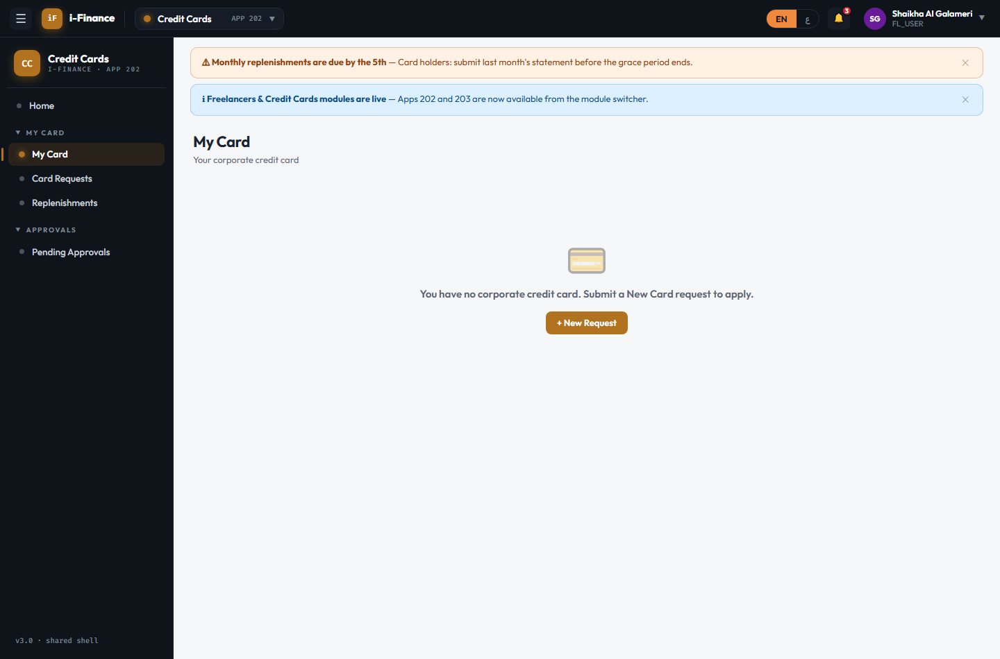 ☰ iF i-Finance Credit Cards APP 202 ▼ EN ع 3 SG Shaikha Al Galameri ▼
FL_USER
CC Credit Cards
I-FINANCE · APP 202
Home
▼ MY CARD
My Card
Card Requests
Replenishments
▼ APPROVALS
Pending Approvals
v3.0 · shared shell
⚠ Monthly replenishments are due by the 5th — Card holders: submit last month's statement before the grace period ends. ×
ℹ Freelancers & Credit Cards modules are live — Apps 202 and 203 are now available from the module switcher. ×
My Card
Your corporate credit card
You have no corporate credit card. Submit a New Card request to apply.
+ New Request